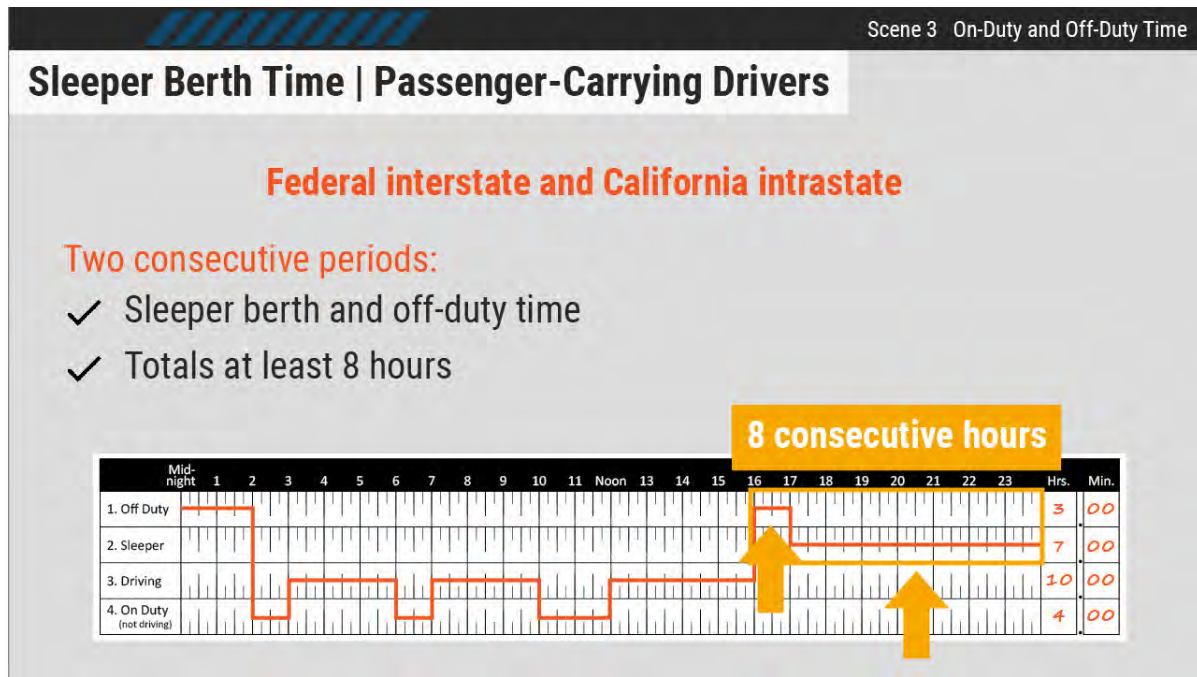 Scene 3 On-Duty and Off-Duty Time
Sleeper Berth Time | Passenger-Carrying Drivers
Federal interstate and California intrastate
Two consecutive periods:
Sleeper berth and off-duty time
Totals at least 8 hours
8 consecutive hours
Mid-
night 1 2 3 4 5 6 7 8 9 10 11 Noon 13 14 15 16 17 18 19 20 21 22 23 Hrs. Min.
1. Off Duty 3 00
2. Sleeper 7 00
3. Driving 10 00
4. On Duty 4 00
(not driving)